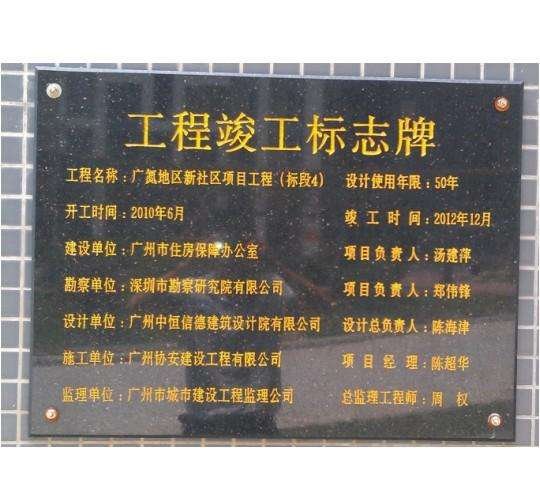 工程竣工标志牌
工程名称：广氮地区新社区项目工程（标段4） 设计使用年限：50年
开工时间：2010年6月 竣工时间：2012年12月
建设单位：广州市住房保障办公室 项目负责人：汤建萍
勘察单位：深圳市勘察研究院有限公司 项目负责人：郑伟锋
设计单位：广州中恒信德建筑设计院有限公司 设计总负责人：陈海津
施工单位：广州协安建设工程有限公司 项目经理：陈超华
监理单位：广州市城市建设工程监理公司 总监理工程师：周权